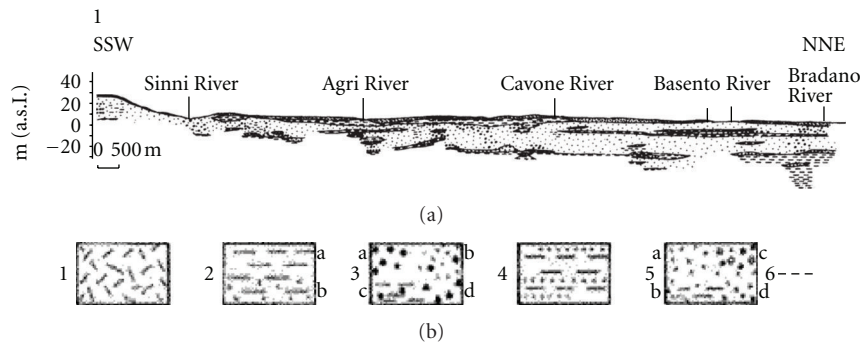 1
SSW
NNE
Sinni River
Agri River
Cavone River
Basento River
Bradano
River
m (a.s.I.)
40
20
0
−20
0 500 m
(a)
1
2 a b
3 a b c d
4
5 a b c d
6
(b)